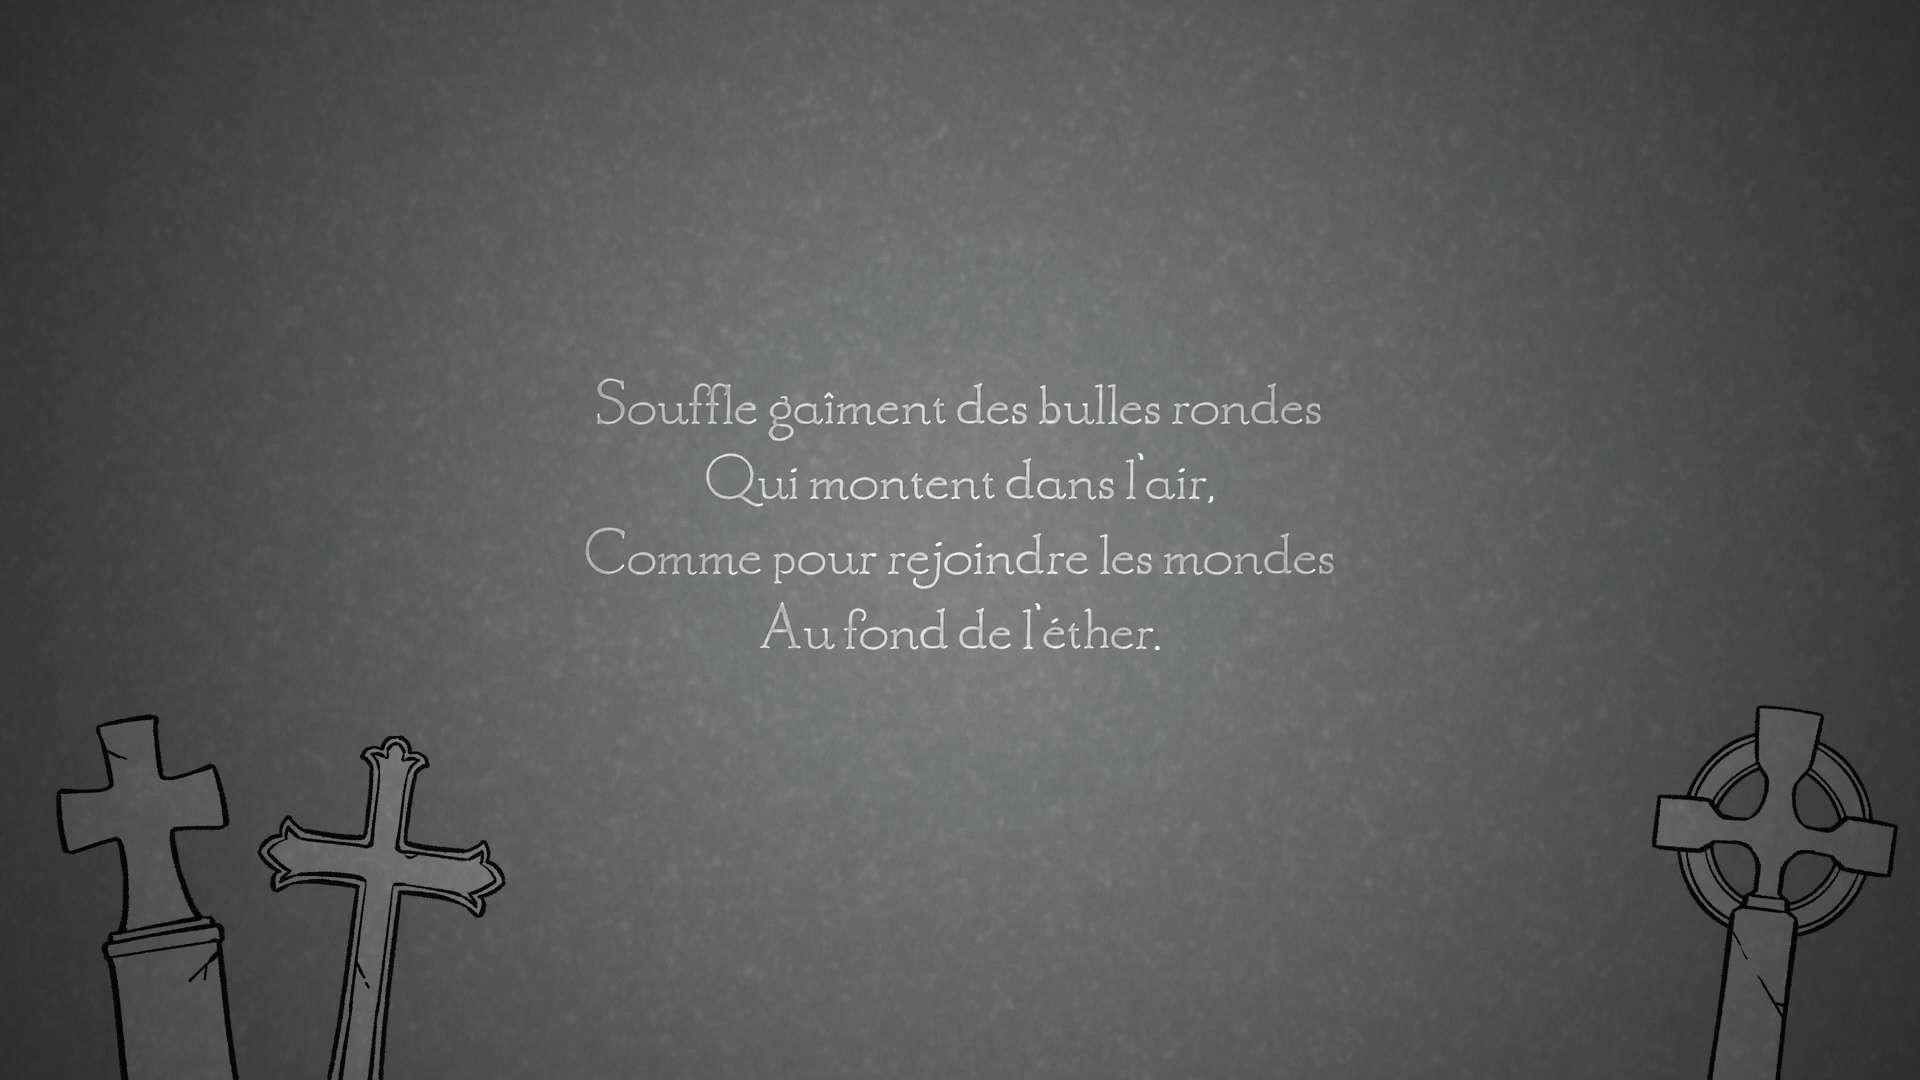 Souffle gaîment des bulles rondes
Qui montent dans l'air,
Comme pour rejoindre les mondes
Au fond de l'éther.